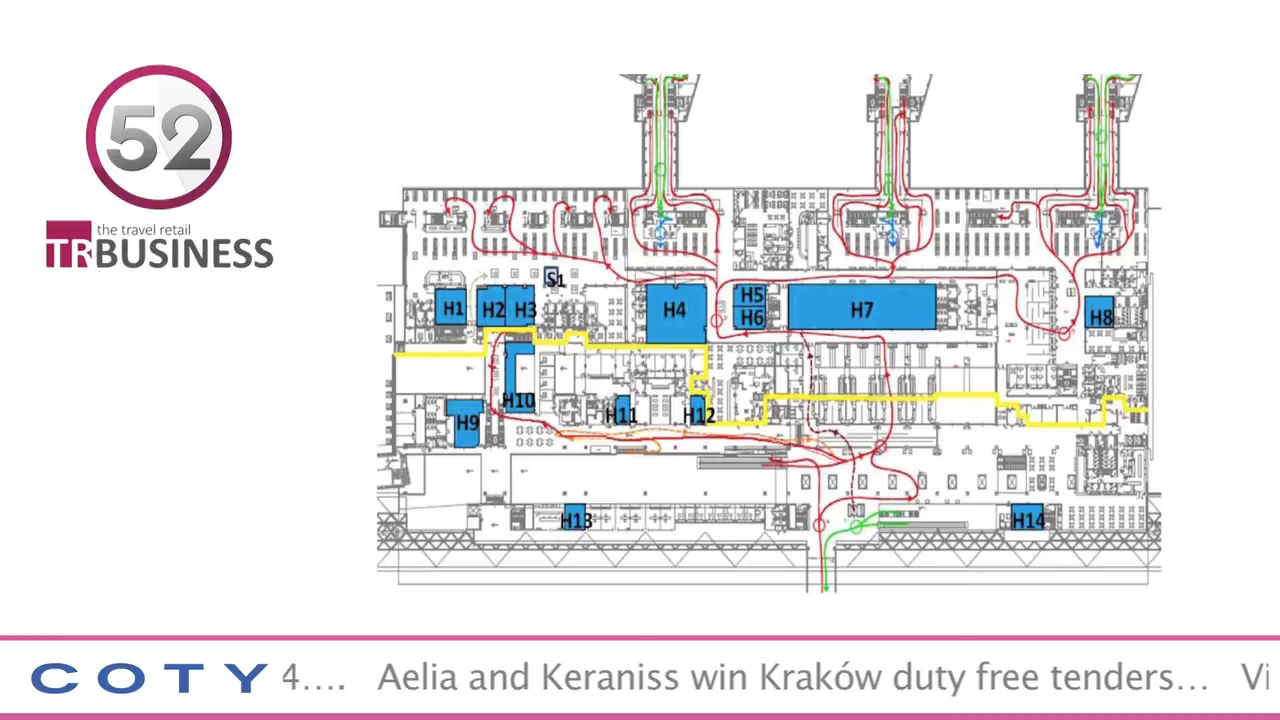 52
the travel retail
TRBUSINESS
S1
H1
H2
H3
H4
H5
H6
H7
H8
H9
H10
H11
H12
H13
H14
COTY
4.... Aelia and Keraniss win Kraków duty free tenders... Vi